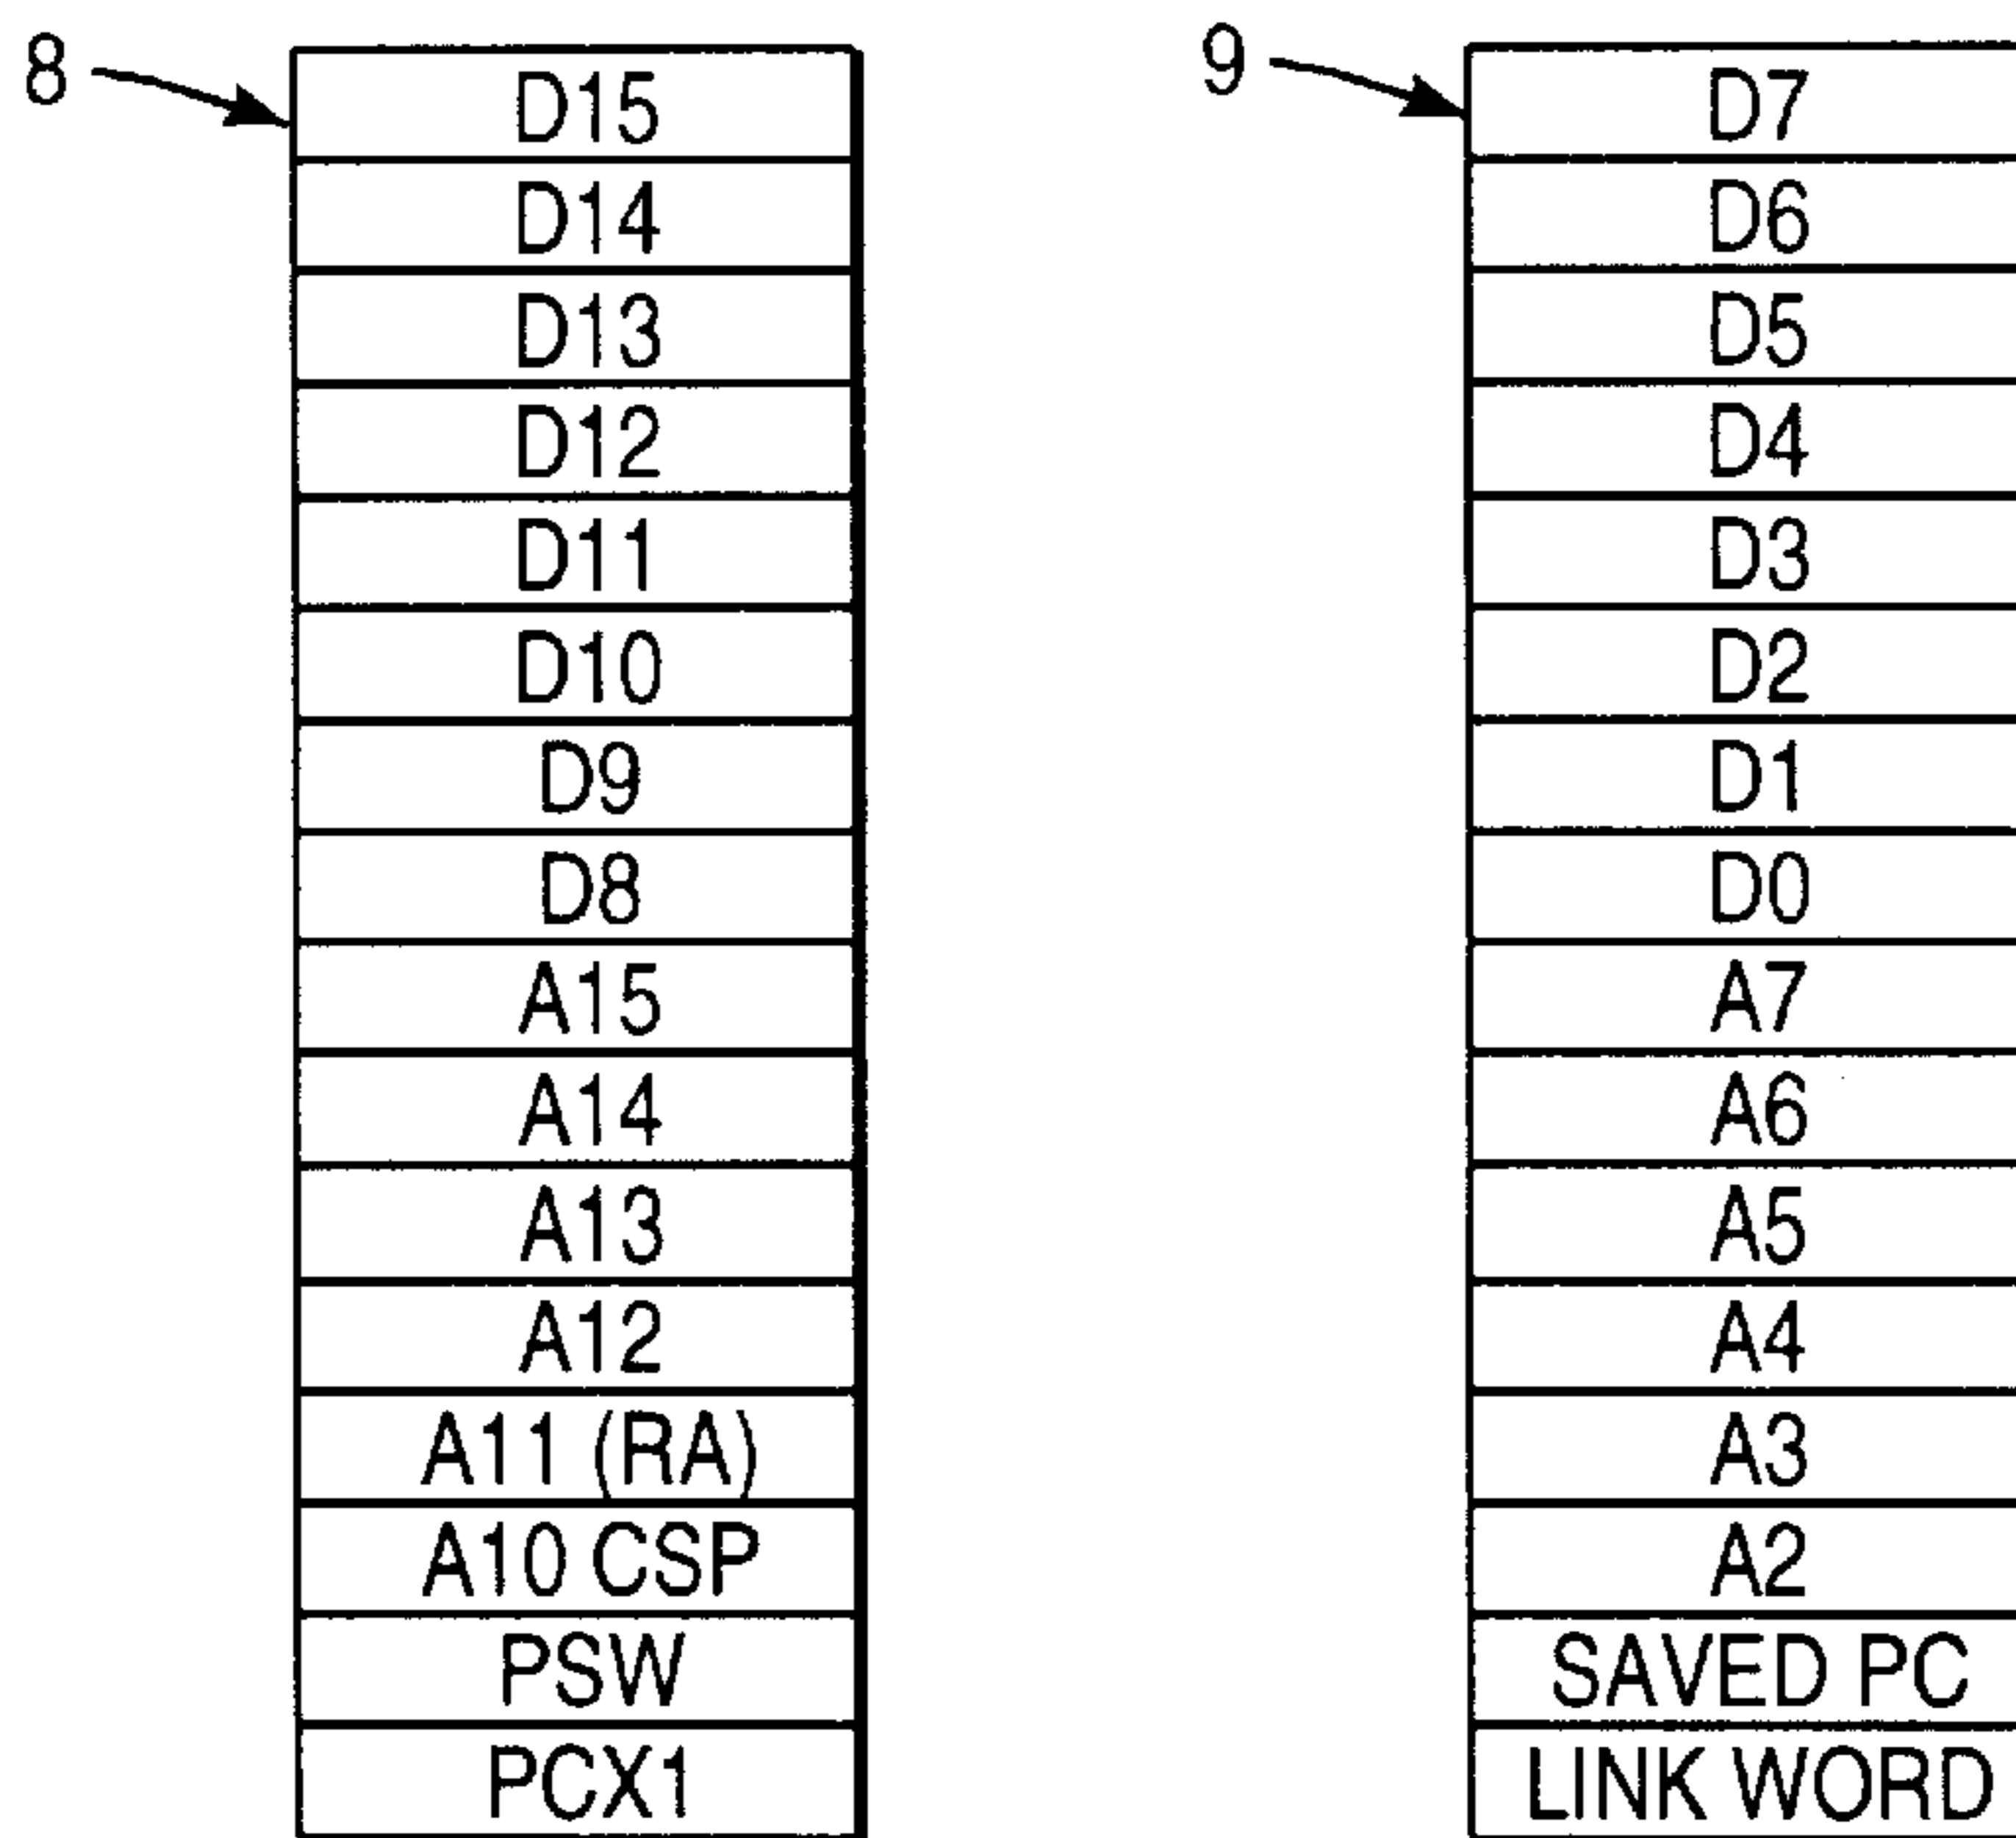 8
D15
D14
D13
D12
D11
D10
D9
D8
A15
A14
A13
A12
A11 (RA)
A10 CSP
PSW
PCX1
9
D7
D6
D5
D4
D3
D2
D1
D0
A7
A6
A5
A4
A3
A2
SAVED PC
LINK WORD